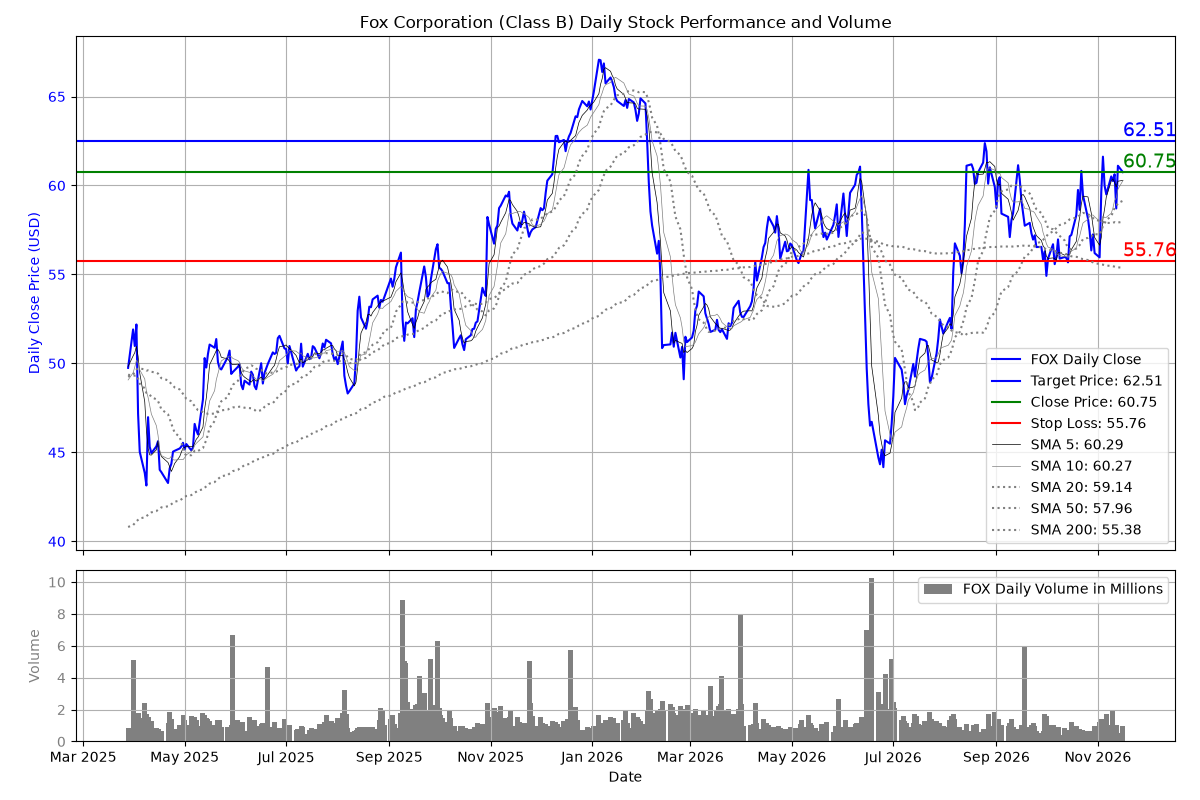 Fox Corporation (Class B) Daily Stock Performance and Volume
Daily Close Price (USD)
65
60
55
50
45
40
62.51
60.75
55.76
FOX Daily Close
Target Price: 62.51
Close Price: 60.75
Stop Loss: 55.76
SMA 5: 60.29
SMA 10: 60.27
SMA 20: 59.14
SMA 50: 57.96
SMA 200: 55.38
Volume
10
8
6
4
2
0
FOX Daily Volume in Millions
Mar 2025 May 2025 Jul 2025 Sep 2025 Nov 2025 Jan 2026 Mar 2026 May 2026 Jul 2026 Sep 2026 Nov 2026
Date